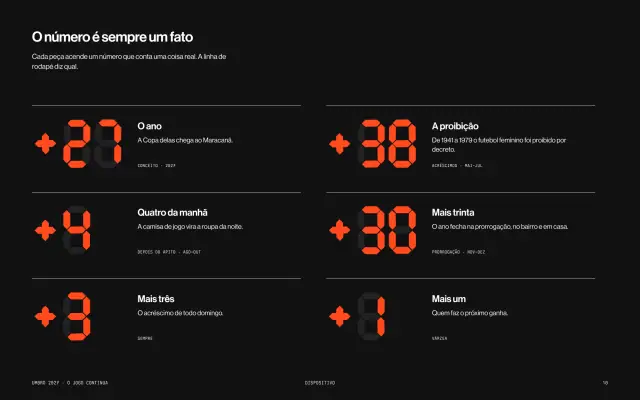 O número é sempre um fato
Cada peça acende um número que conta uma coisa real. A linha de
rodapé diz qual.
+27
O ano
A Copa delas chega ao Maracanã.
CONCEITO · 2027
+38
A proibição
De 1941 a 1979 o futebol feminino foi proibido por
decreto.
ACRÉSCIMOS · MAI-JUL
+4
Quatro da manhã
A camisa de jogo vira a roupa da noite.
DEPOIS DO APITO · AGO-OUT
+30
Mais trinta
O ano fecha na prorrogação, no bairro e em casa.
PRORROGAÇÃO · NOV-DEZ
+3
Mais três
O acréscimo de todo domingo.
SEMPRE
+1
Mais um
Quem faz o próximo ganha.
VÁRZEA
UMBRO 2027 · O JOGO CONTINUA
DISPOSITIVO
10